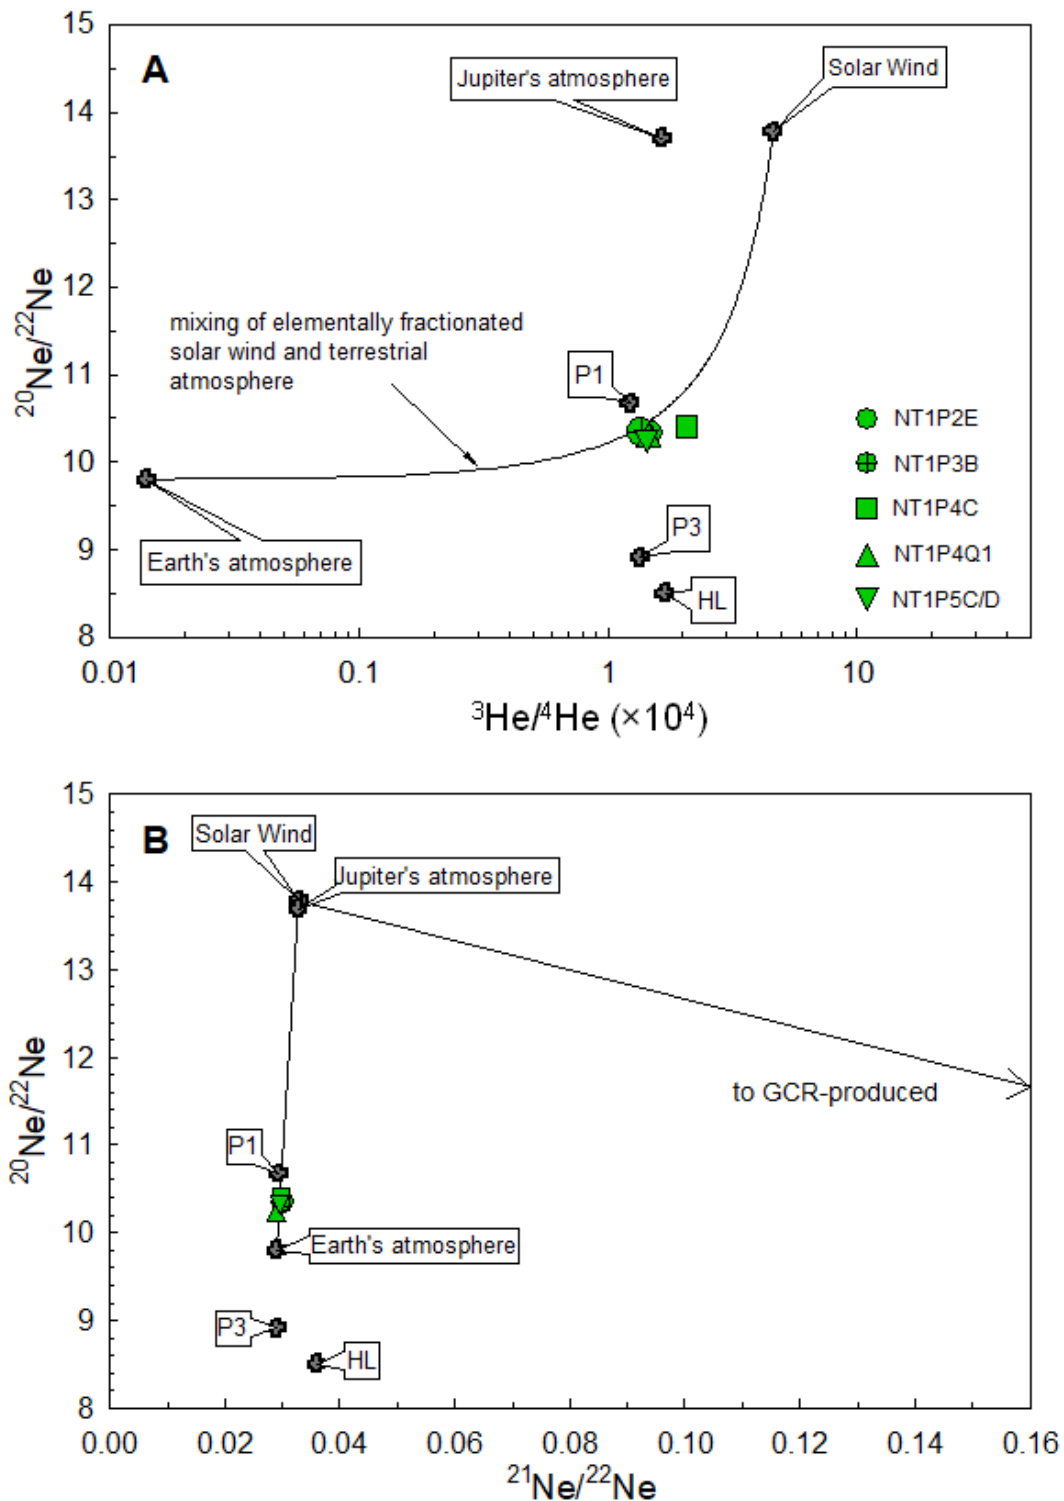 A
15
14
13
12
11
10
9
8
²⁰Ne/²²Ne
Jupiter's atmosphere
Solar Wind
mixing of elementally fractionated
solar wind and terrestrial
atmosphere
P1
Earth's atmosphere
P3
HL
NT1P2E
NT1P3B
NT1P4C
NT1P4Q1
NT1P5C/D
0.01 0.1 1 10
³He/⁴He (×10⁴)
B
15
14
13
12
11
10
9
8
²⁰Ne/²²Ne
Solar Wind
Jupiter's atmosphere
to GCR-produced
P1
Earth's atmosphere
P3
HL
0.00 0.02 0.04 0.06 0.08 0.10 0.12 0.14 0.16
²¹Ne/²²Ne